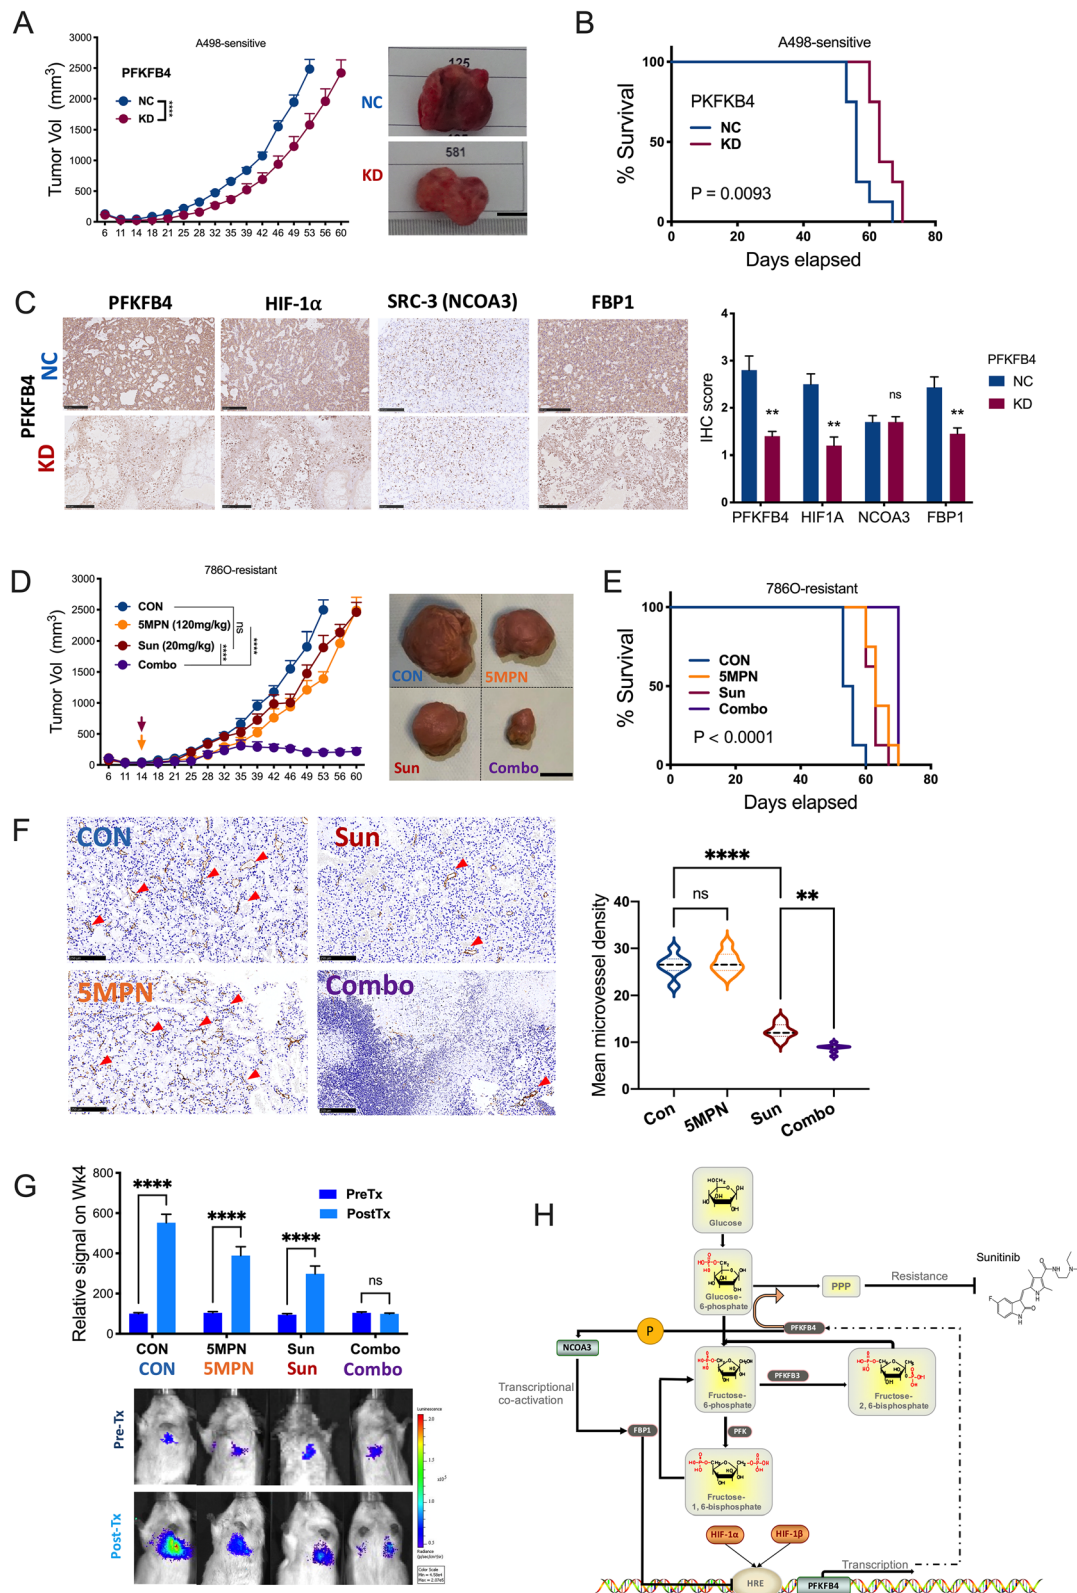 A
A498-sensitive
Tumor Vol (mm³)
3000
2500
2000
1500
1000
500
0
PFKFB4
NC
KD
****
6 11 14 18 21 25 28 32 35 39 42 46 49 53 56 60
NC
125
KD
581
B
A498-sensitive
% Survival
100
50
0
PKFKB4
NC
KD
P = 0.0093
0 20 40 60 80
Days elapsed
C
PFKFB4 HIF-1α SRC-3 (NCOA3) FBP1
PFKFB4
NC
KD
IHC score
4
3
2
1
0
** ** ns **
PFKFB4
NC
KD
PFKFB4 HIF1A NCOA3 FBP1
D
786O-resistant
Tumor Vol (mm³)
3000
2500
2000
1500
1000
500
0
CON
5MPN (120mg/kg)
Sun (20mg/kg)
Combo
****
ns
****
6 11 14 18 21 25 28 32 35 39 42 46 49 53 56 60
CON 5MPN
Sun Combo
E
786O-resistant
% Survival
100
50
0
CON
5MPN
Sun
Combo
P < 0.0001
0 20 40 60 80
Days elapsed
F
CON Sun
5MPN Combo
Mean microvessel density
40
30
20
10
0
****
ns
**
Con 5MPN Sun Combo
G
Relative signal on Wk4
800
600
400
200
0
**** **** **** ns
PreTx
PostTx
CON 5MPN Sun Combo
CON 5MPN Sun Combo
Pre-Tx
Post-Tx
Luminescence
2.0
1.0
0.5
Color Scale
H
Glucose
Glucose-
6-phosphate
PPP
Resistance
Sunitinib
PFKFB4
P
NCOA3
Transcriptional
co-activation
Fructose-
6-phosphate
PFKFB3
Fructose-
2, 6-bisphosphate
FBP1
PFK
Fructose-
1, 6-bisphosphate
HIF-1α
HIF-1β
HRE
PFKFB4
Transcription